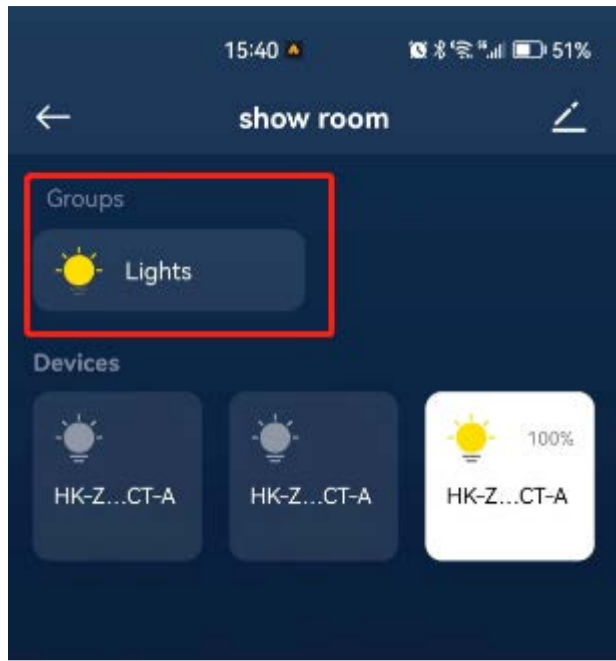 15:40 51%
show room
Groups
Lights
Devices
100%
HK-Z...CT-A HK-Z...CT-A HK-Z...CT-A